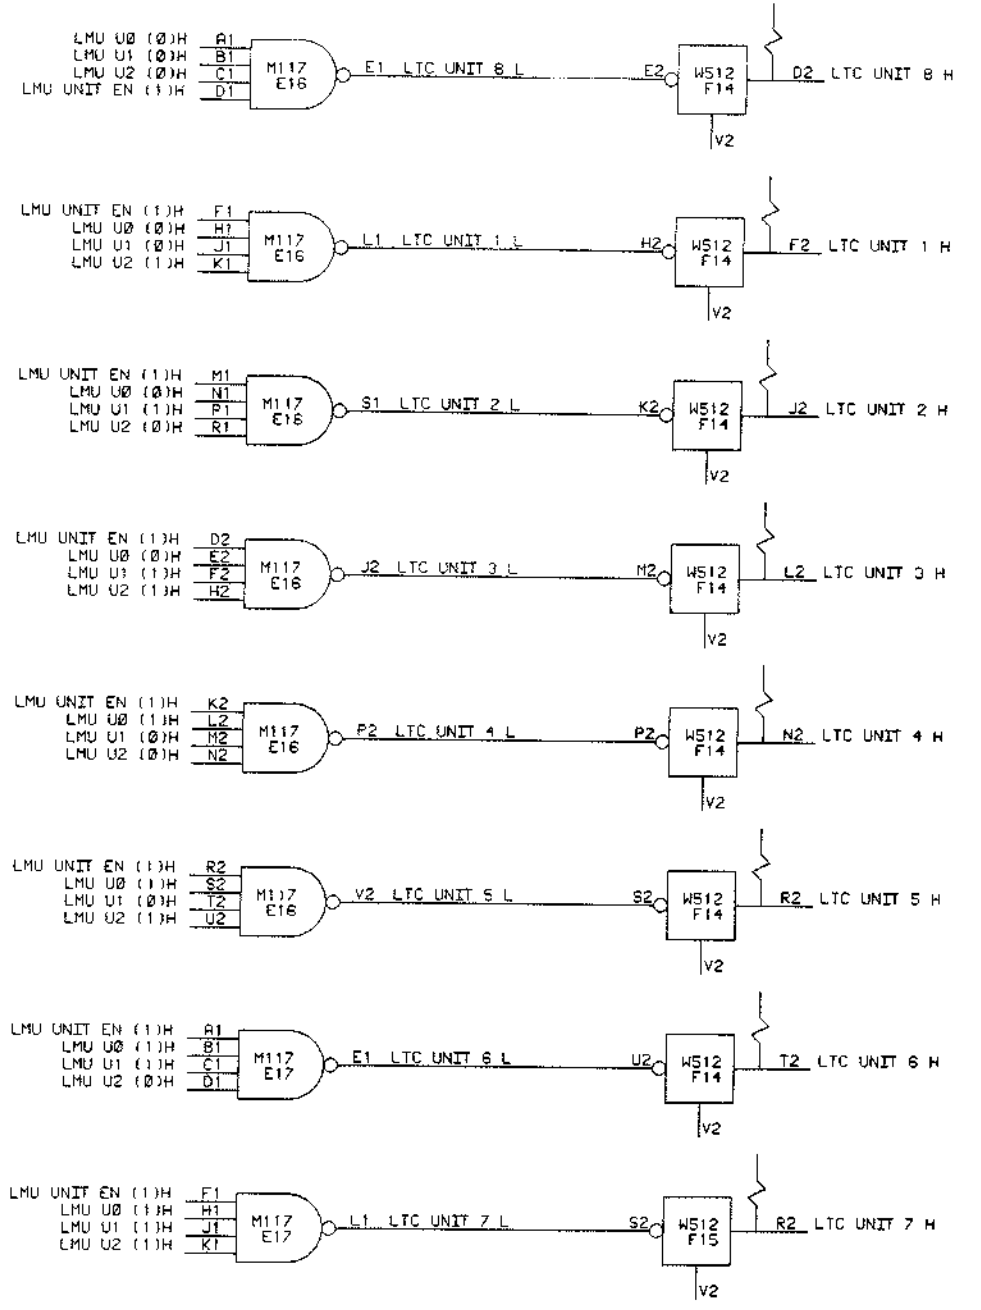 LMU U0 (0)H A1
LMU U1 (0)H B1
LMU U2 (0)H C1
LMU UNIT EN (1)H D1
M117
E16
E1 LTC UNIT 8 L
E2
W512
F14
V2
D2 LTC UNIT 8 H
LMU UNIT EN (1)H F1
LMU U0 (0)H H1
LMU U1 (0)H J1
LMU U2 (1)H K1
M117
E16
L1 LTC UNIT 1 L
H2
W512
F14
V2
F2 LTC UNIT 1 H
LMU UNIT EN (1)H M1
LMU U0 (0)H N1
LMU U1 (1)H P1
LMU U2 (0)H R1
M117
E16
S1 LTC UNIT 2 L
K2
W512
F14
V2
J2 LTC UNIT 2 H
LMU UNIT EN (1)H D2
LMU U0 (0)H E2
LMU U1 (1)H F2
LMU U2 (1)H H2
M117
E16
J2 LTC UNIT 3 L
M2
W512
F14
V2
L2 LTC UNIT 3 H
LMU UNIT EN (1)H K2
LMU U0 (1)H L2
LMU U1 (0)H M2
LMU U2 (0)H N2
M117
E16
P2 LTC UNIT 4 L
P2
W512
F14
V2
N2 LTC UNIT 4 H
LMU UNIT EN (1)H R2
LMU U0 (1)H S2
LMU U1 (0)H T2
LMU U2 (1)H U2
M117
E16
V2 LTC UNIT 5 L
S2
W512
F14
V2
R2 LTC UNIT 5 H
LMU UNIT EN (1)H A1
LMU U0 (1)H B1
LMU U1 (1)H C1
LMU U2 (0)H D1
M117
E17
E1 LTC UNIT 6 L
U2
W512
F14
V2
T2 LTC UNIT 6 H
LMU UNIT EN (1)H F1
LMU U0 (1)H H1
LMU U1 (1)H J1
LMU U2 (1)H K1
M117
E17
L1 LTC UNIT 7 L
S2
W512
F15
V2
R2 LTC UNIT 7 H